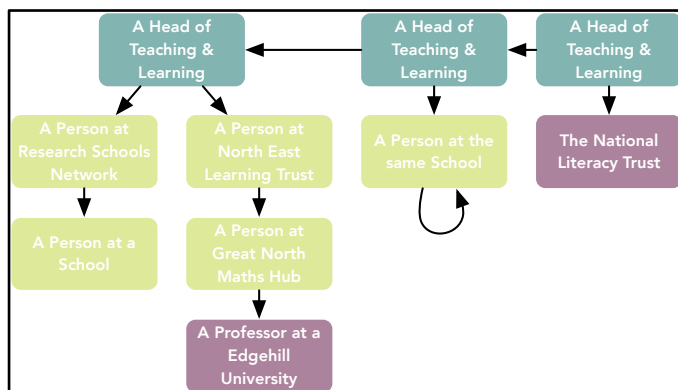 A Head of
Teaching &
Learning
A Head of
Teaching &
Learning
A Head of
Teaching &
Learning
A Person at
Research Schools
Network
A Person at
North East
Learning Trust
A Person at the
same School
The National
Literacy Trust
A Person at a
School
A Person at
Great North
Maths Hub
A Professor at a
Edgehill
University